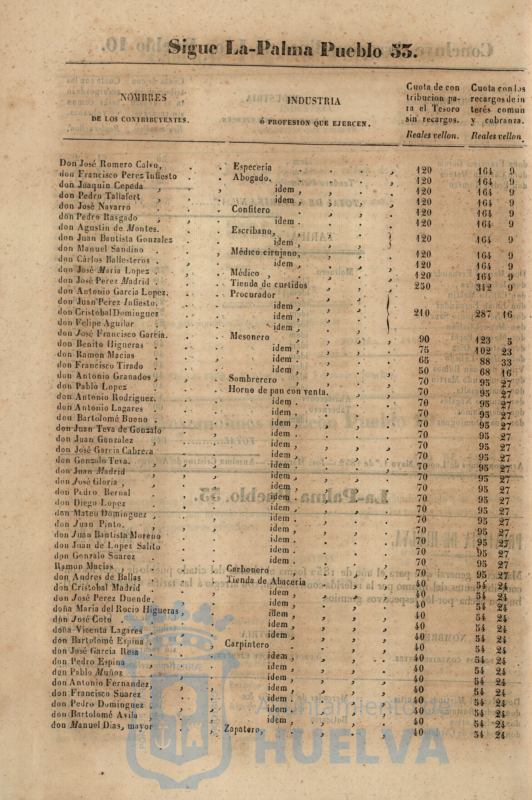 Sigue La-Palma Pueblo 55.
NOMBRES
DE LOS CONTRIBUYENTES.
INDUSTRIA
ó PROFESION QUE EJERCEN.
Cuota de con
tribucion pa-
ra el Tesoro
sin recargos.
Reales vellon.
Cuota con los
recargos de in
terés comun
y cobranza.
Reales vellon.
Don José Romero Calvo, Especería 120 164 9
don Francisco Perez Infiesto Abogado, 120 164 9
don Joaquin Cepeda idem, 120 164 9
don Pedro Tallafert idem, 120 164 9
don José Navarro Confitero 120 164 9
don Pedro Rasgado idem, 120 164 9
don Agustin de Montes. Escribano,
don Juan Bautista Gonzalez idem, 120 164 9
don Manuel Sandino Médico cirujano,
don Cárlos Ballesteros idem, 120 164 9
don José Maria Lopez Médico 120 164 9
don José Perez Madrid Tienda de curtidos 120 164 9
don Antonio Garcia Lopez, Procurador 250 342 9
don Juan Perez Infiesto, idem,
don Cristobal Dominguez idem, 210 287 16
don Felipe Aguilar idem,
don José Francisco Garcia. Mesonero
don Benito Higueras idem, 90 123 5
don Ramon Macias idem, 75 102 23
don Francisco Tirado idem, 65 88 33
don Antonio Granados Sombrerero 50 68 16
don Pablo Lopez Horno de pan con venta. 70 95 27
don Antonio Rodriguez. idem, 70 95 27
don Antonio Lagares idem, 70 95 27
don Bartolomé Bueno idem, 70 95 27
don Juan Teva de Gonzalo idem, 70 95 27
don Juan Gonzalez idem, 70 95 27
don José Garcia Cabrera idem, 70 95 27
don Gonzalo Teva. idem, 70 95 27
don Juan Madrid idem, 70 95 27
don José Gloria, idem, 70 95 27
don Pedro Bernal idem, 70 95 27
don Diego Lopez idem, 70 95 27
don Mateo Dominguez idem, 70 95 27
don Juan Pinto. idem, 70 95 27
don Juan Bautista Moreno idem, 70 95 27
don Juan de Lopez Salito idem, 70 95 27
don Gonzalo Suarez idem, 70 95 27
Ramon Macias Carbonero 70 95 27
don Andres de Ballas Tienda de Abaceria 40 54 24
don Cristobal Madrid idem, 40 54 24
don José Perez Duende, idem, 40 54 24
doña Maria del Rocio Higueras idem, 40 54 24
don José Coto idem, 40 54 24
doña Vicenta Lagares idem, 40 54 24
don Bartolomé Espina Carpintero 40 54 24
don José Garcia Resa idem, 40 54 24
don Pedro Espina idem, 40 54 24
don Pablo Muñoz idem, 40 54 24
don Antonio Fernandez, idem, 40 54 24
don Francisco Suarez idem, 40 54 24
don Pedro Dominguez idem, 40 54 24
don Bartolomé Avila idem, 40 54 24
don Manuel Dias, mayor Zapatero, 40 54 24
Ayuntamiento de
HUELVA